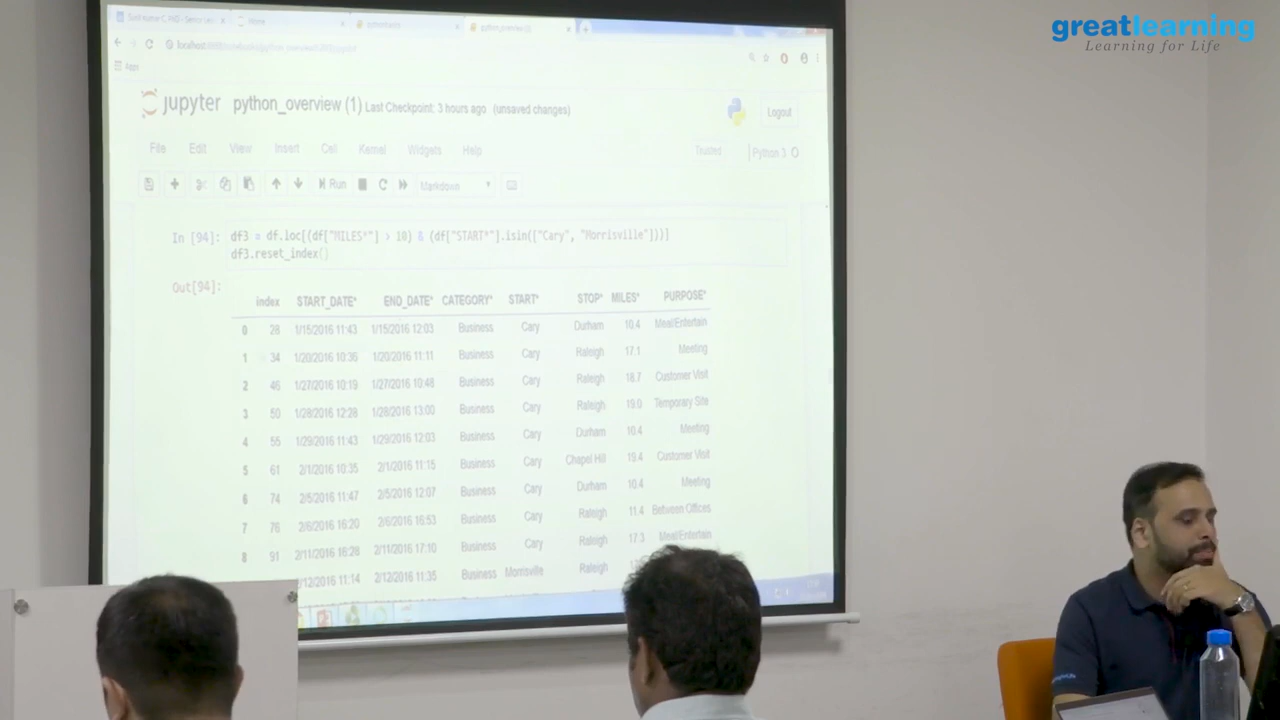 greatlearning
Learning for Life
Home
python_overview (1)
Apps
jupyter python_overview (1) Last Checkpoint: 3 hours ago (unsaved changes)
Logout
File Edit View Insert Cell Kernel Widgets Help
Trusted Python 3
Run Markdown
In [94]: df3 = df.loc[(df["MILES*"] > 10) & (df["START*"].isin(["Cary", "Morrisville"]))]
df3.reset_index()
Out[94]:
index START_DATE* END_DATE* CATEGORY* START* STOP* MILES* PURPOSE*
0 28 1/15/2016 11:43 1/15/2016 12:03 Business Cary Durham 10.4 Meal/Entertain
1 34 1/20/2016 10:36 1/20/2016 11:11 Business Cary Raleigh 17.1 Meeting
2 46 1/27/2016 10:19 1/27/2016 10:48 Business Cary Raleigh 18.7 Customer Visit
3 50 1/28/2016 12:28 1/28/2016 13:00 Business Cary Raleigh 19.0 Temporary Site
4 55 1/29/2016 11:43 1/29/2016 12:03 Business Cary Durham 10.4 Meeting
5 61 2/1/2016 10:35 2/1/2016 11:15 Business Cary Chapel Hill 19.4 Customer Visit
6 74 2/5/2016 11:47 2/5/2016 12:07 Business Cary Durham 10.4 Meeting
7 76 2/6/2016 16:20 2/6/2016 16:53 Business Cary Raleigh 11.4 Between Offices
8 91 2/11/2016 16:28 2/11/2016 17:10 Business Cary Raleigh 17.3 Meal/Entertain
2/12/2016 11:35 Business Morrisville Raleigh